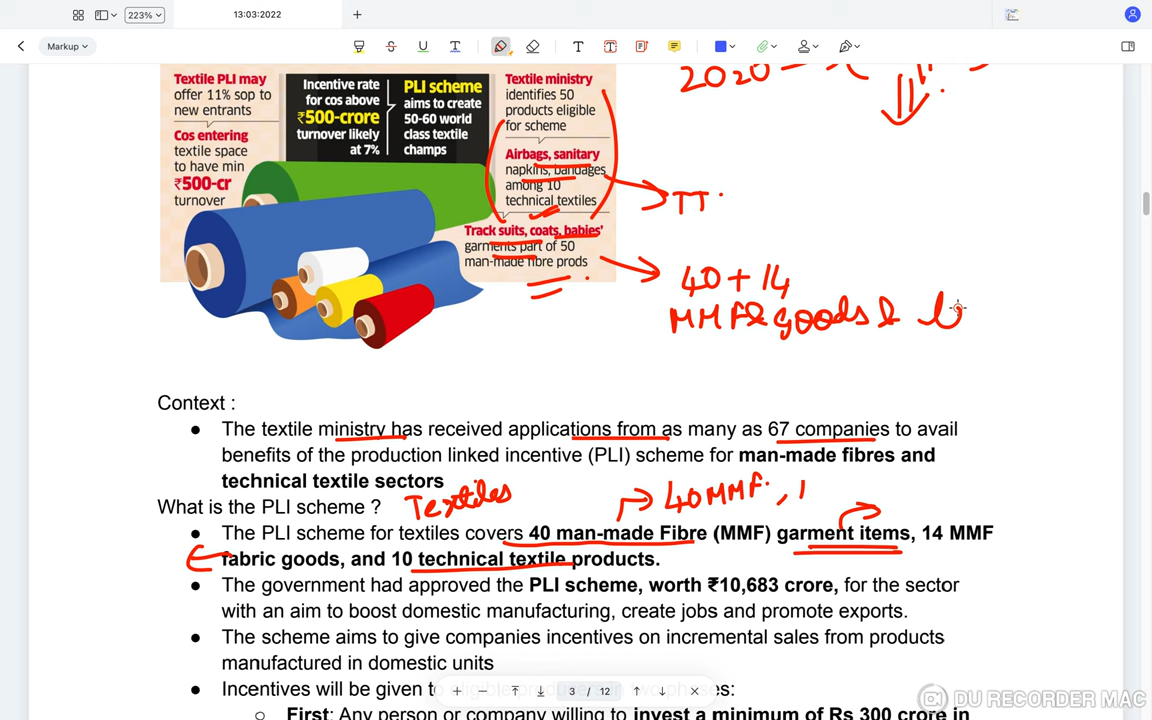 223%
13:03:2022
Markup
2020
Textile PLI may
offer 11% sop to
new entrants
Cos entering
textile space
to have min
₹500-cr
turnover
Incentive rate
for cos above
₹500-crore
turnover likely
at 7%
PLI scheme
aims to create
50-60 world
class textile
champs
Textile ministry
identifies 50
products eligible
for scheme
Airbags, sanitary
napkins, bandages
among 10
technical textiles
Track suits, coats, babies'
garments part of 50
man-made fibre prods
TT
40 + 14
MMF goods &
Context :
● The textile ministry has received applications from as many as 67 companies to avail
benefits of the production linked incentive (PLI) scheme for man-made fibres and
technical textile sectors
What is the PLI scheme ? Textiles 40 MMF, 1
● The PLI scheme for textiles covers 40 man-made Fibre (MMF) garment items, 14 MMF
fabric goods, and 10 technical textile products.
● The government had approved the PLI scheme, worth ₹10,683 crore, for the sector
with an aim to boost domestic manufacturing, create jobs and promote exports.
● The scheme aims to give companies incentives on incremental sales from products
manufactured in domestic units
● Incentives will be given to eligible producers in two phases:
3 / 12
○ First: Any person or company willing to invest a minimum of Rs 300 crore in
DU RECORDER MAC